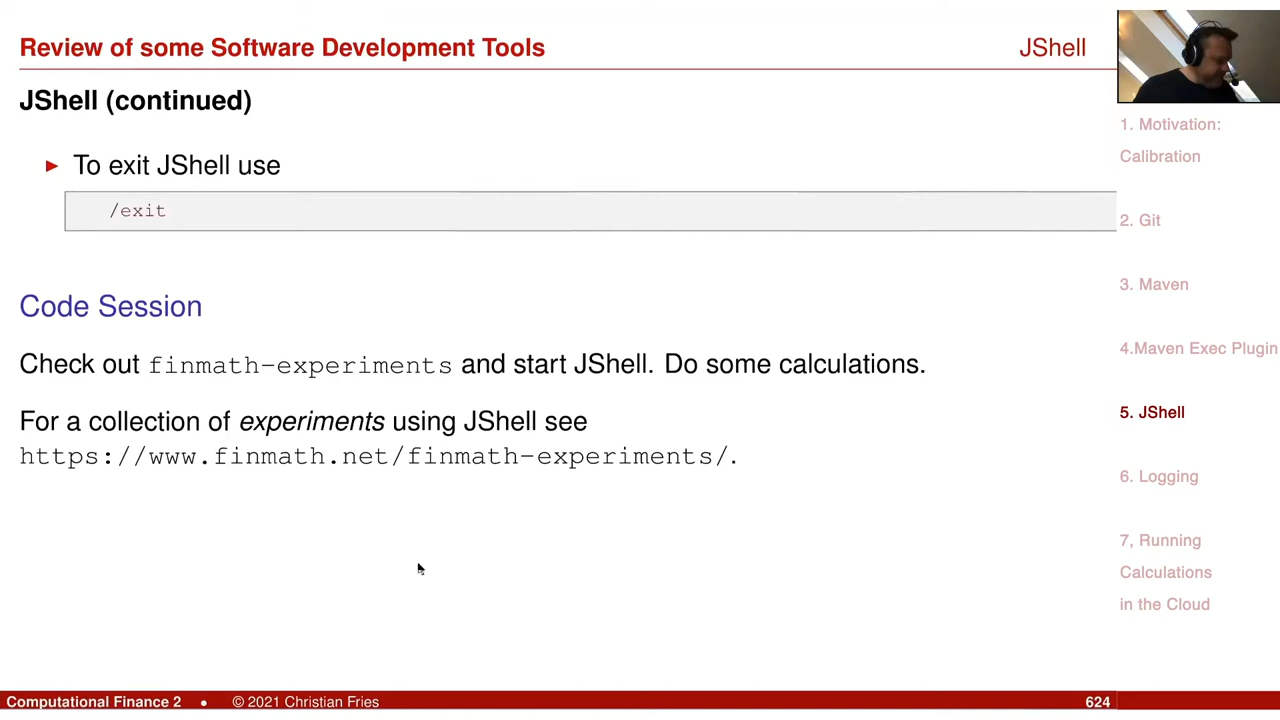 Review of some Software Development Tools
JShell
JShell (continued)
To exit JShell use
/exit
Code Session
Check out finmath-experiments and start JShell. Do some calculations.
For a collection of experiments using JShell see
https://www.finmath.net/finmath-experiments/.
1. Motivation:
Calibration
2. Git
3. Maven
4.Maven Exec Plugin
5. JShell
6. Logging
7, Running
Calculations
in the Cloud
Computational Finance 2 • © 2021 Christian Fries
624